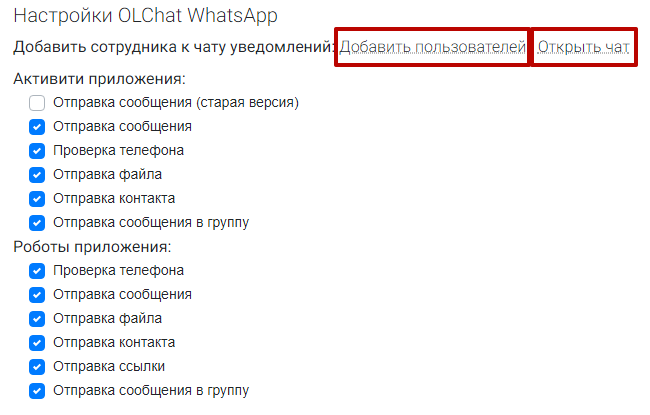 Настройки OLChat WhatsApp
Добавить сотрудника к чату уведомлений: Добавить пользователей Открыть чат
Активити приложения:
Отправка сообщения (старая версия)
Отправка сообщения
Проверка телефона
Отправка файла
Отправка контакта
Отправка сообщения в группу
Роботы приложения:
Проверка телефона
Отправка сообщения
Отправка файла
Отправка контакта
Отправка ссылки
Отправка сообщения в группу